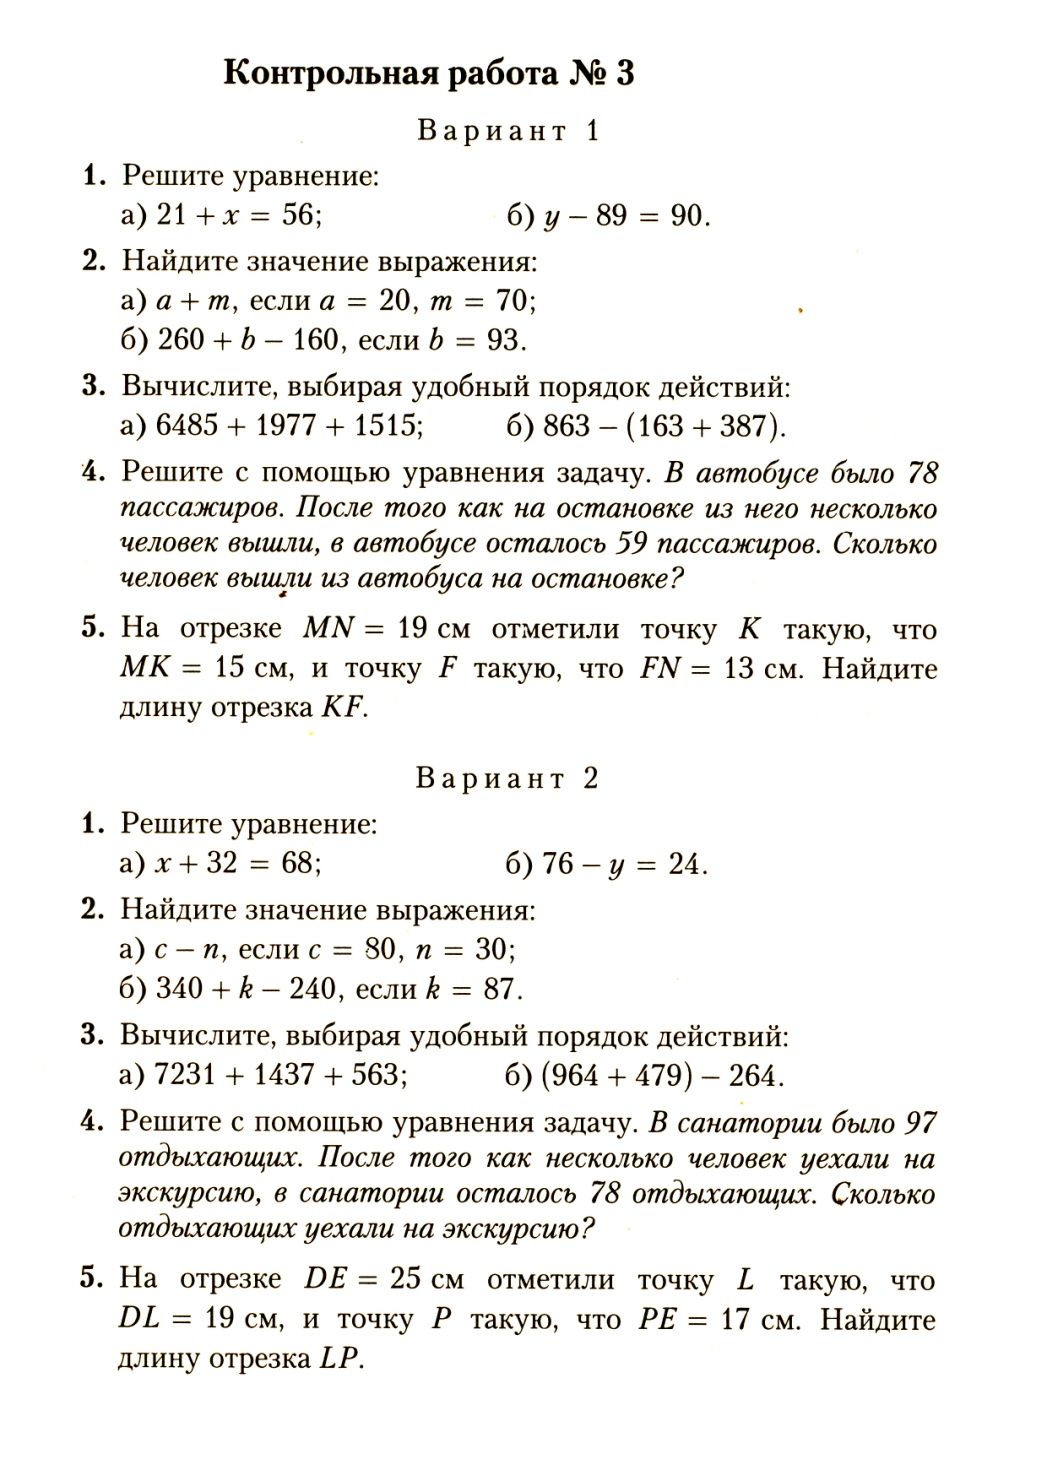 Контрольная работа № 3
Вариант 1
1. Решите уравнение:
а) 21 + x = 56; б) y – 89 = 90.
2. Найдите значение выражения:
а) a + m, если a = 20, m = 70;
б) 260 + b – 160, если b = 93.
3. Вычислите, выбирая удобный порядок действий:
а) 6485 + 1977 + 1515; б) 863 – (163 + 387).
4. Решите с помощью уравнения задачу. В автобусе было 78
пассажиров. После того как на остановке из него несколько
человек вышли, в автобусе осталось 59 пассажиров. Сколько
человек вышли из автобуса на остановке?
5. На отрезке MN = 19 см отметили точку K такую, что
MK = 15 см, и точку F такую, что FN = 13 см. Найдите
длину отрезка KF.
Вариант 2
1. Решите уравнение:
а) x + 32 = 68; б) 76 – y = 24.
2. Найдите значение выражения:
а) c – n, если c = 80, n = 30;
б) 340 + k – 240, если k = 87.
3. Вычислите, выбирая удобный порядок действий:
а) 7231 + 1437 + 563; б) (964 + 479) – 264.
4. Решите с помощью уравнения задачу. В санатории было 97
отдыхающих. После того как несколько человек уехали на
экскурсию, в санатории осталось 78 отдыхающих. Сколько
отдыхающих уехали на экскурсию?
5. На отрезке DE = 25 см отметили точку L такую, что
DL = 19 см, и точку P такую, что PE = 17 см. Найдите
длину отрезка LP.